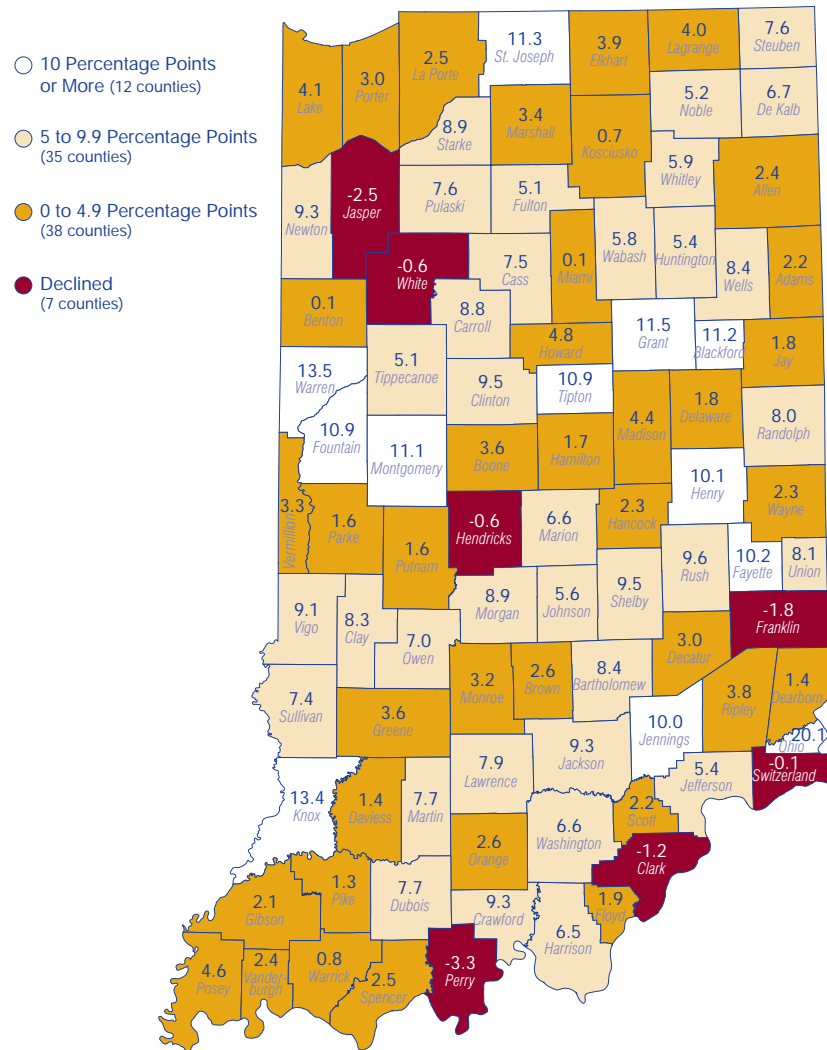 10 Percentage Points
or More (12 counties)
5 to 9.9 Percentage Points
(35 counties)
0 to 4.9 Percentage Points
(38 counties)
Declined
(7 counties)
4.1
Lake
3.0
Porter
2.5
La Porte
11.3
St. Joseph
3.9
Elkhart
4.0
Lagrange
7.6
Steuben
5.2
Noble
6.7
De Kalb
8.9
Starke
3.4
Marshall
0.7
Kosciusko
5.9
Whitley
2.4
Allen
9.3
Newton
-2.5
Jasper
7.6
Pulaski
5.1
Fulton
-0.6
White
7.5
Cass
0.1
Miami
5.8
Wabash
5.4
Huntington
8.4
Wells
2.2
Adams
0.1
Benton
8.8
Carroll
4.8
Howard
11.5
Grant
11.2
Blackford
1.8
Jay
13.5
Warren
5.1
Tippecanoe
9.5
Clinton
10.9
Tipton
4.4
Madison
1.8
Delaware
8.0
Randolph
10.9
Fountain
11.1
Montgomery
3.6
Boone
1.7
Hamilton
10.1
Henry
2.3
Wayne
3.3
Vermillion
1.6
Parke
1.6
Putnam
-0.6
Hendricks
6.6
Marion
2.3
Hancock
9.6
Rush
10.2
Fayette
8.1
Union
9.1
Vigo
8.3
Clay
7.0
Owen
8.9
Morgan
5.6
Johnson
9.5
Shelby
-1.8
Franklin
3.0
Decatur
7.4
Sullivan
3.6
Greene
3.2
Monroe
2.6
Brown
8.4
Bartholomew
10.0
Jennings
3.8
Ripley
1.4
Dearborn
20.1
Ohio
-0.1
Switzerland
5.4
Jefferson
13.4
Knox
1.4
Daviess
7.7
Martin
7.9
Lawrence
9.3
Jackson
2.2
Scott
6.6
Washington
-1.2
Clark
2.6
Orange
2.1
Gibson
1.3
Pike
7.7
Dubois
9.3
Crawford
6.5
Harrison
1.9
Floyd
4.6
Posey
2.4
Vander-
burgh
0.8
Warrick
2.5
Spencer
-3.3
Perry